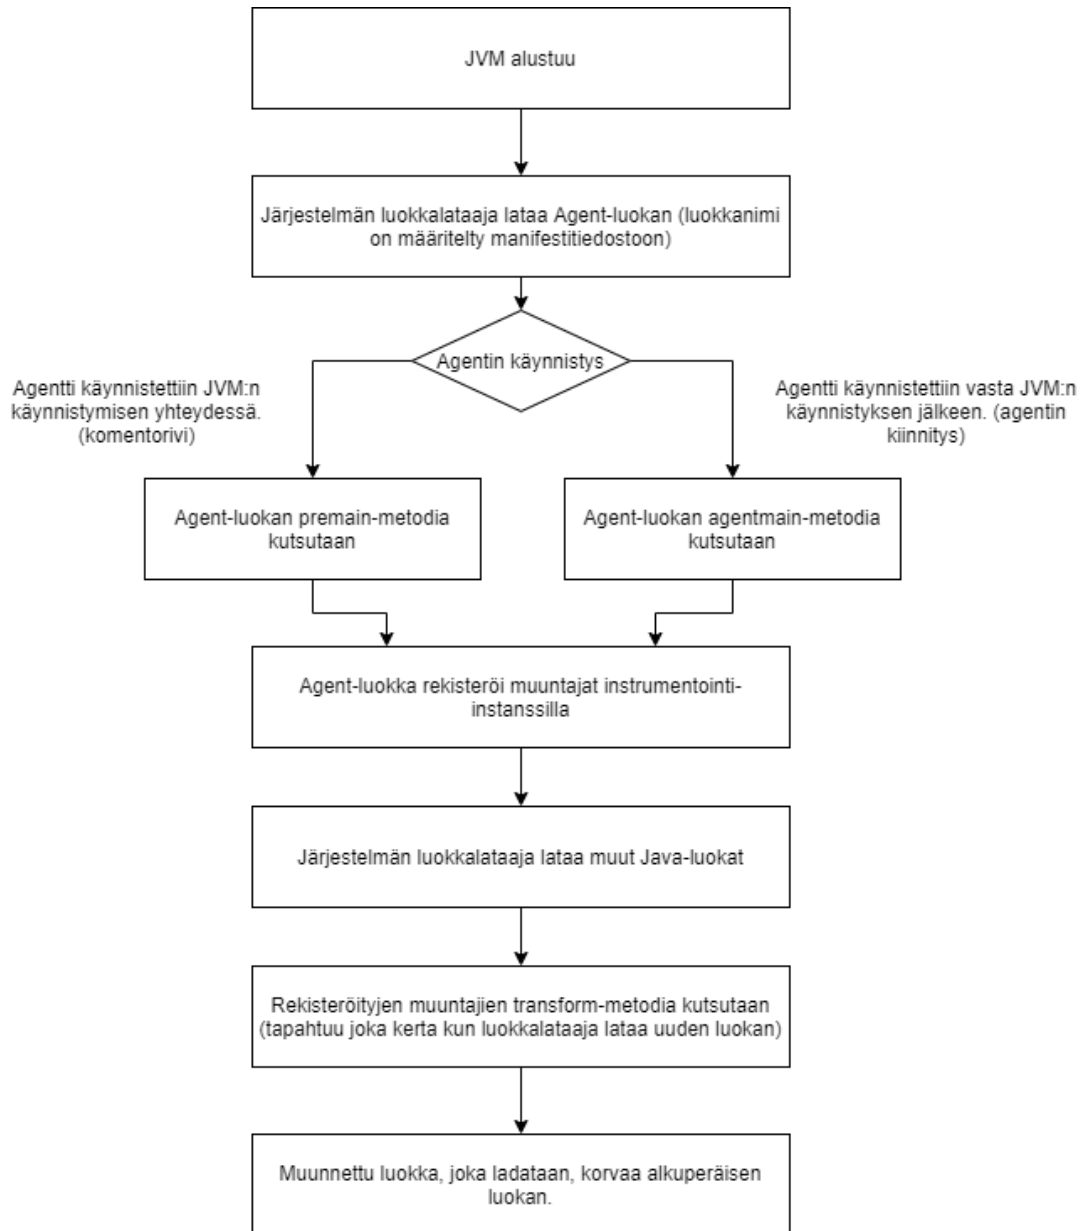 JVM alustuu
Järjestelmän luokkalataaja lataa Agent-luokan (luokkanimi
on määritelty manifestitiedostoon)
Agentin käynnistys
Agentti käynnistettiin JVM:n
käynnistymisen yhteydessä.
(komentorivi)
Agentti käynnistettiin vasta JVM:n
käynnistyksen jälkeen. (agentin
kiinnitys)
Agent-luokan premain-metodia
kutsutaan
Agent-luokan agentmain-metodia
kutsutaan
Agent-luokka rekisteröi muuntajat instrumentointi-
instanssilla
Järjestelmän luokkalataaja lataa muut Java-luokat
Rekisteröityjen muuntajien transform-metodia kutsutaan
(tapahtuu joka kerta kun luokkalataaja lataa uuden luokan)
Muunnettu luokka, joka ladataan, korvaa alkuperäisen
luokan.